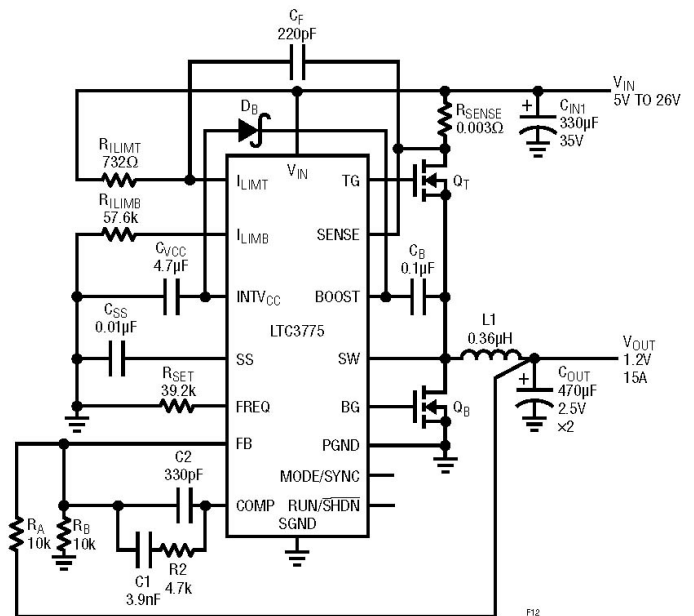 CF
220pF
VIN
5V TO 26V
DB
RSENSE
0.003Ω
+
CIN1
330µF
35V
RILIMT
732Ω
ILIMT
VIN
TG
QT
RILIMB
57.6k
ILIMB
SENSE
CVCC
4.7µF
CB
0.1µF
INTVCC
BOOST
LTC3775
CSS
0.01µF
L1
0.36µH
SS
SW
VOUT
1.2V
15A
+
COUT
470µF
2.5V
×2
RSET
39.2k
FREQ
BG
QB
FB
PGND
C2
330pF
MODE/SYNC
COMP
RUN/SHDN
SGND
RA
10k
RB
10k
C1
3.9nF
R2
4.7k
F12